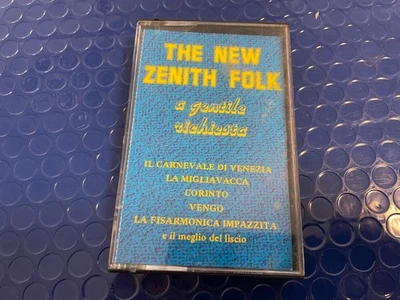 THE NEW
ZENITH FOLK
a gentile
richiesta
IL CARNEVALE DI VENEZIA
LA MIGLIAVACCA
CORINTO
VENGO
LA FISARMONICA IMPAZZITA
e il meglio del liscio